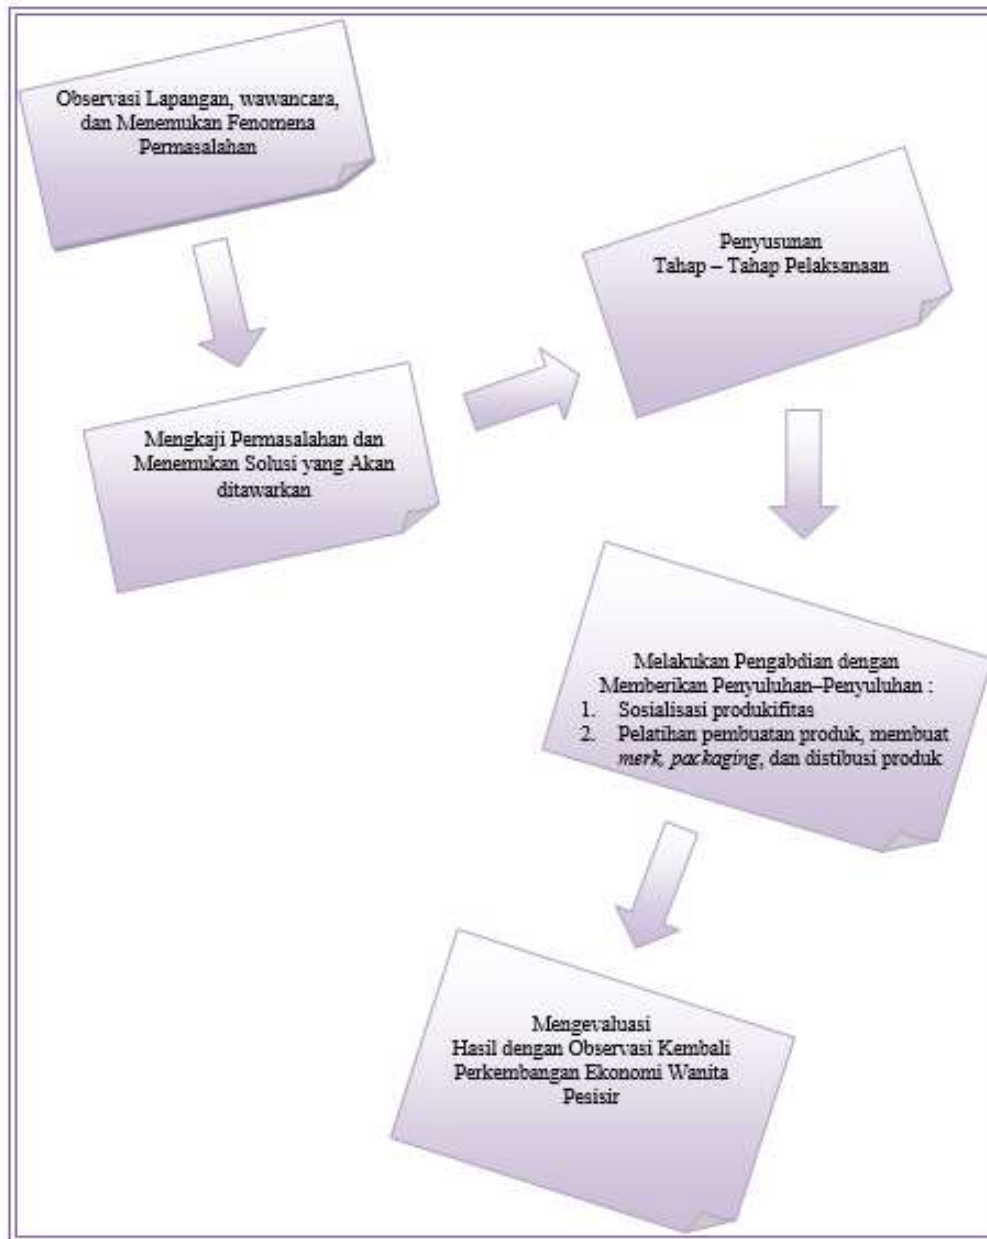 Observasi Lapangan, wawancara,
dan Menemukan Fenomena
Permasalahan
Mengkaji Permasalahan dan
Menemukan Solusi yang Akan
ditawarkan
Penyusunan
Tahap – Tahap Pelaksanaan
Melakukan Pengabdian dengan
Memberikan Penyuluhan–Penyuluhan :
1. Sosialisasi produkifitas
2. Pelatihan pembuatan produk, membuat
merk, packaging, dan distibusi produk
Mengevaluasi
Hasil dengan Observasi Kembali
Perkembangan Ekonomi Wanita
Pesisir